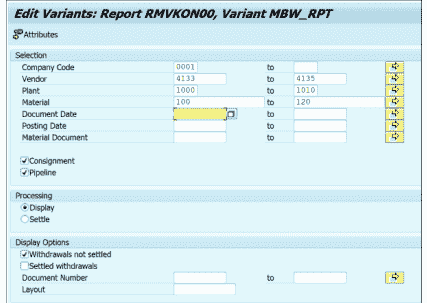 Edit Variants: Report RMVKON00, Variant MBW_RPT
Attributes
Selection
Company Code 0001 to
Vendor 4133 to 4135
Plant 1000 to 1010
Material 100 to 120
Document Date to
Posting Date to
Material Document to
Consignment
Pipeline
Processing
Display
Settle
Display Options
Withdrawals not settled
Settled withdrawals
Document Number to
Layout